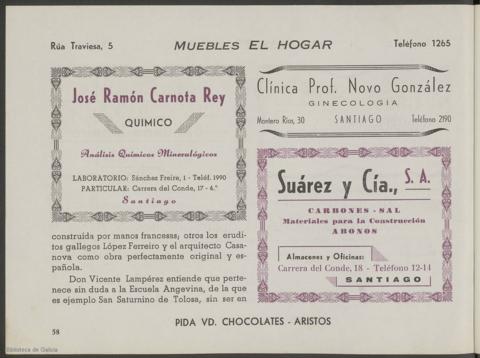 Rúa Traviesa, 5 MUEBLES EL HOGAR Teléfono 1265
José Ramón Carnota Rey
QUIMICO
Análisis Químicos Mineralógicos
LABORATORIO: Sánchez Freire, 1 - Teléf. 1990
PARTICULAR: Carrera del Conde, 17 - 4.°
Santiago
Clínica Prof. Novo González
GINECOLOGIA
Montero Ríos, 30 SANTIAGO Teléfono 2190
Suárez y Cía., S. A.
CARBONES - SAL
Materiales para la Construcción
ABONOS
Almacenes y Oficinas:
Carrera del Conde, 18 - Teléfono 12-14
SANTIAGO
construída por manos francesas; otros los erudi-
tos gallegos López Ferreiro y el arquitecto Casa-
nova como obra perfectamente original y es-
pañola.
Don Vicente Lampérez entiende que perte-
nece sin duda a la Escuela Angevina, de la que
es ejemplo San Saturnino de Tolosa, sin ser en
58
PIDA VD. CHOCOLATES - ARISTOS
Biblioteca de Galicia